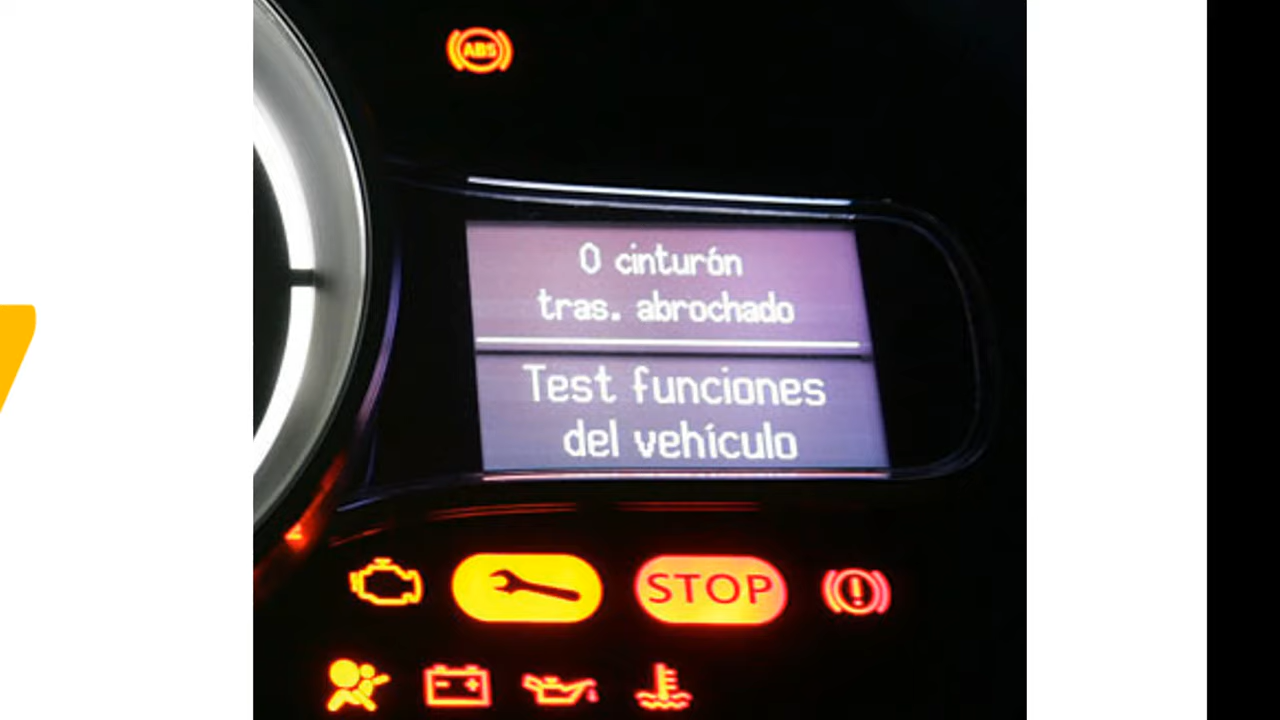 ABS
0 cinturón
tras. abrochado
Test funciones
del vehículo
STOP